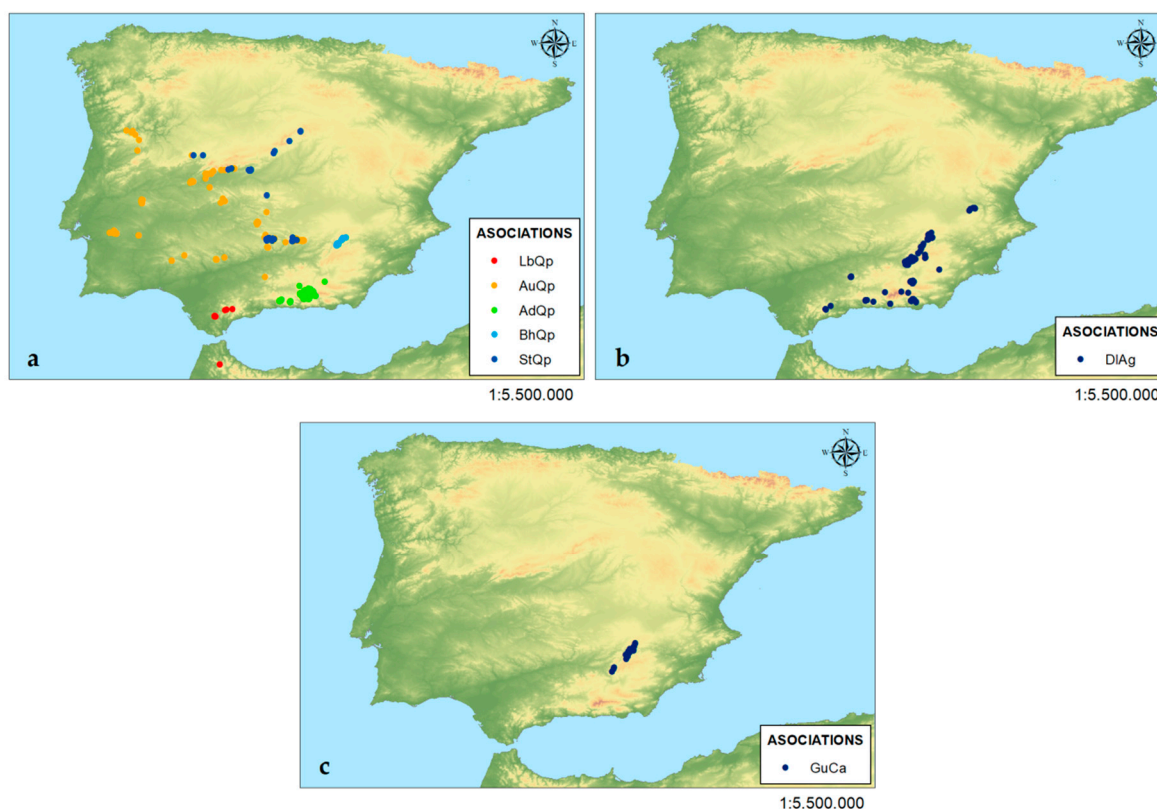 N
W E
S
ASOCIATIONS
LbQp
AuQp
AdQp
BhQp
StQp
a
1:5.500.000
N
W E
S
ASOCIATIONS
DlAg
b
1:5.500.000
N
W E
S
ASOCIATIONS
GuCa
c
1:5.500.000